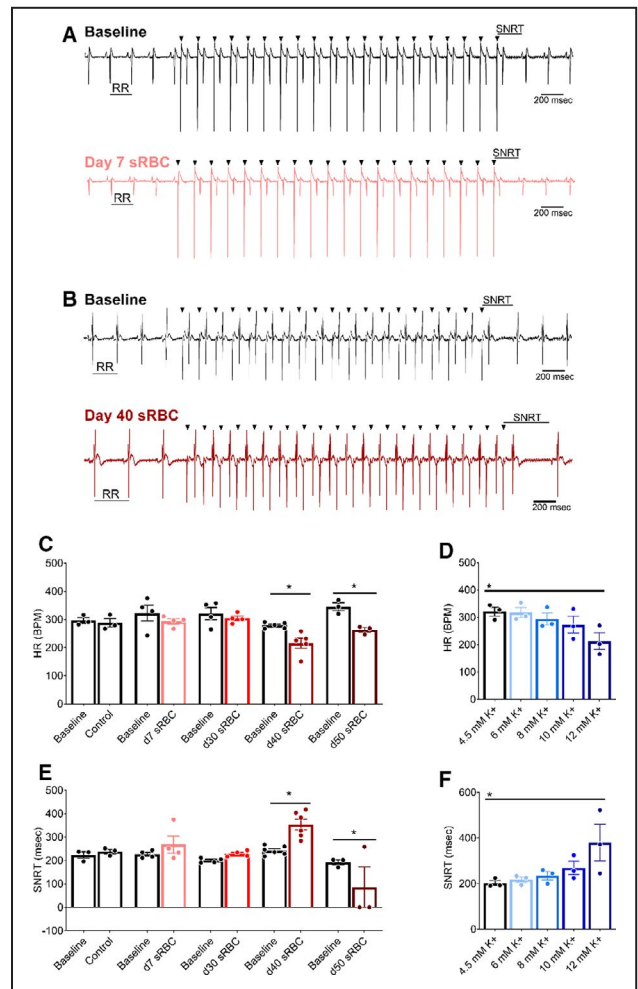 A
Baseline
SNRT
RR
200 msec
Day 7 sRBC
SNRT
RR
200 msec
B
Baseline
SNRT
RR
200 msec
Day 40 sRBC
SNRT
RR
200 msec
C
HR (BPM)
500
400
300
200
100
0
*
*
Baseline
Control
Baseline
d7 sRBC
Baseline
d30 sRBC
Baseline
d40 sRBC
Baseline
d50 sRBC
D
HR (BPM)
500
400
300
200
100
0
*
4.5 mM K+
6 mM K+
8 mM K+
10 mM K+
12 mM K+
E
SNRT (msec)
500
400
300
200
100
0
-100
*
*
Baseline
Control
Baseline
d7 sRBC
Baseline
d30 sRBC
Baseline
d40 sRBC
Baseline
d50 sRBC
F
SNRT (msec)
600
400
200
0
*
4.5 mM K+
6 mM K+
8 mM K+
10 mM K+
12 mM K+